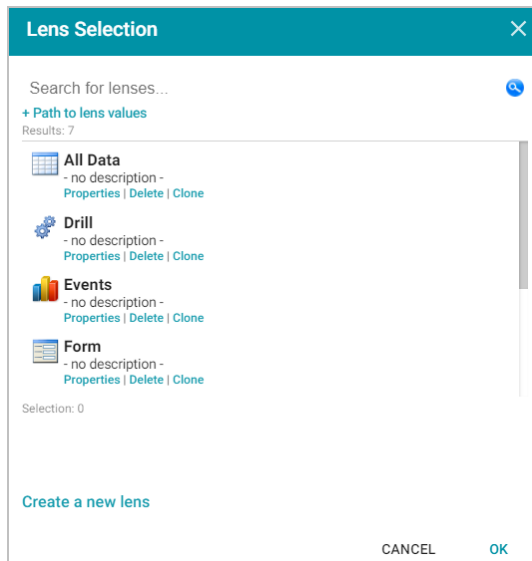 Lens Selection
Search for lenses...
+ Path to lens values
Results: 7
All Data
- no description -
Properties | Delete | Clone
Drill
- no description -
Properties | Delete | Clone
Events
- no description -
Properties | Delete | Clone
Form
- no description -
Properties | Delete | Clone
Selection: 0
Create a new lens
CANCEL OK